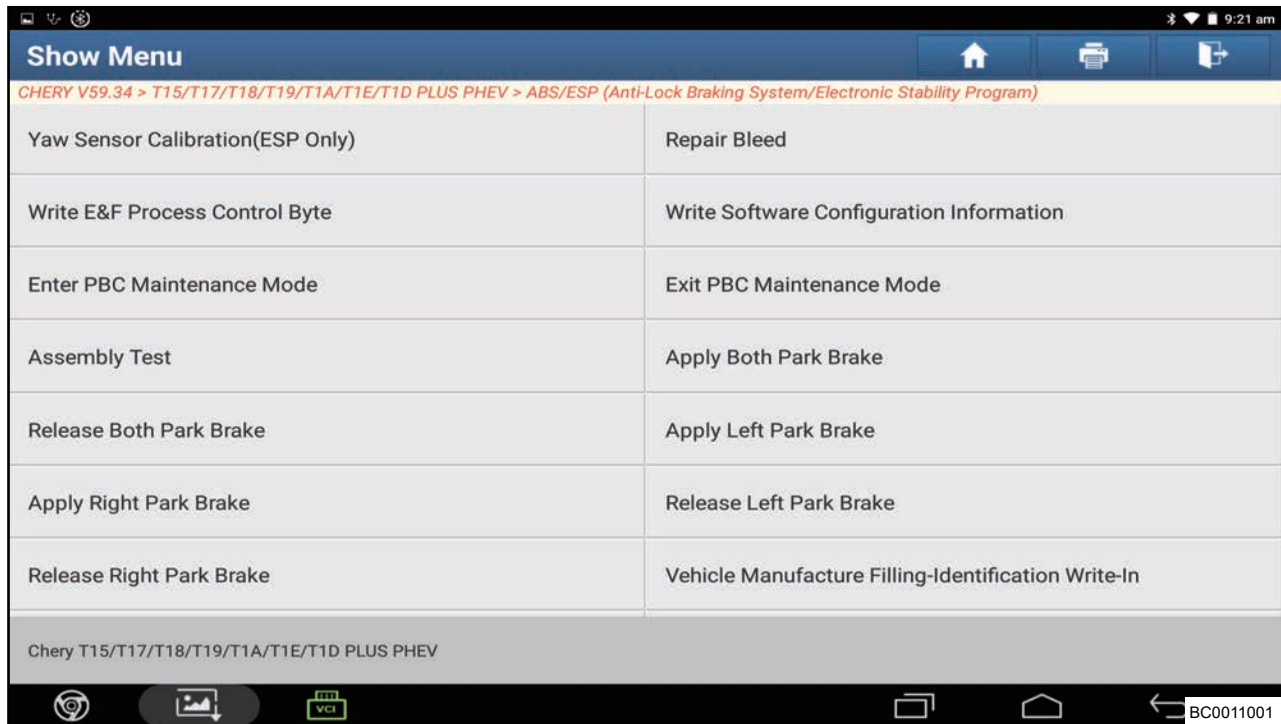 9:21 am
Show Menu
CHERY V59.34 > T15/T17/T18/T19/T1A/T1E/T1D PLUS PHEV > ABS/ESP (Anti-Lock Braking System/Electronic Stability Program)
Yaw Sensor Calibration(ESP Only)
Repair Bleed
Write E&F Process Control Byte
Write Software Configuration Information
Enter PBC Maintenance Mode
Exit PBC Maintenance Mode
Assembly Test
Apply Both Park Brake
Release Both Park Brake
Apply Left Park Brake
Apply Right Park Brake
Release Left Park Brake
Release Right Park Brake
Vehicle Manufacture Filling-Identification Write-In
Chery T15/T17/T18/T19/T1A/T1E/T1D PLUS PHEV
VCI
BC0011001